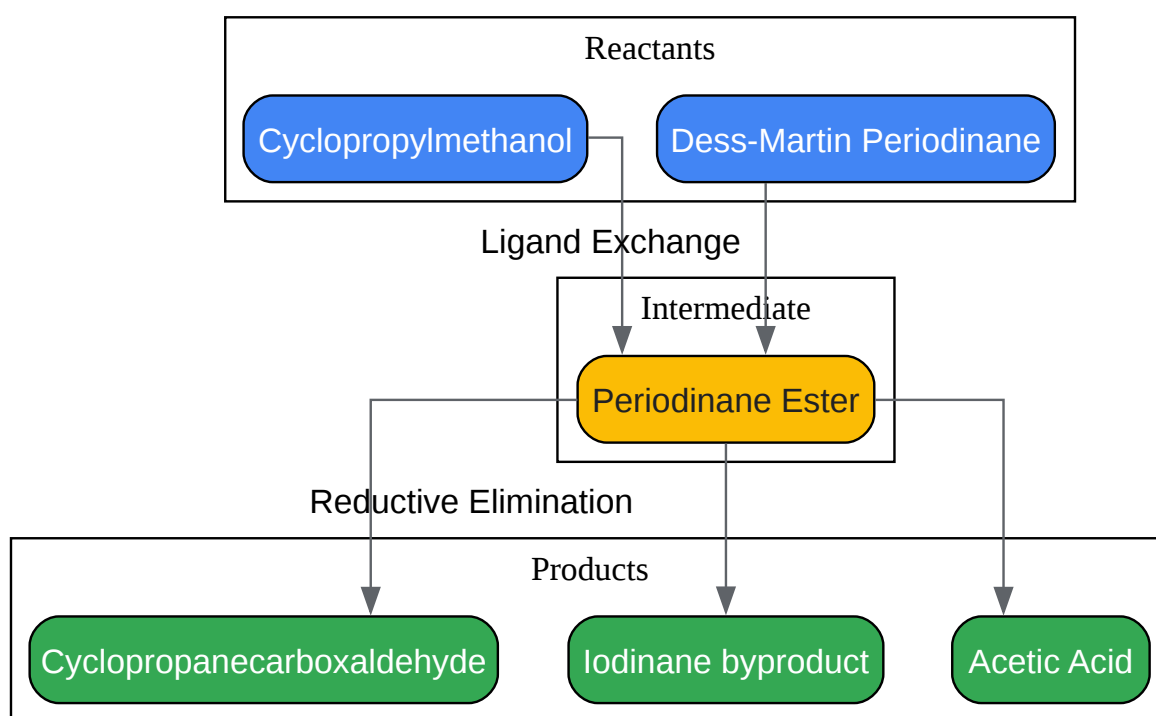 Reactants
Cyclopropylmethanol
Dess-Martin Periodinane
Ligand Exchange
Intermediate
Periodinane Ester
Reductive Elimination
Products
Cyclopropanecarboxaldehyde
Iodinane byproduct
Acetic Acid